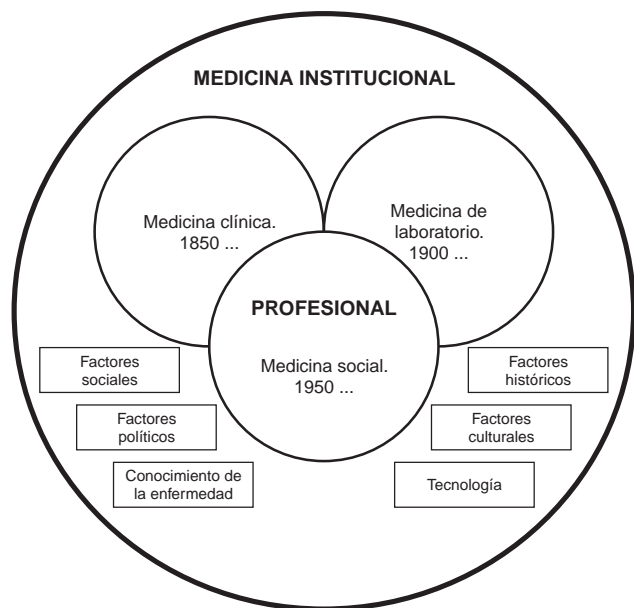 MEDICINA INSTITUCIONAL
Medicina clínica.
1850 ...
Medicina de
laboratorio.
1900 ...
PROFESIONAL
Medicina social.
1950 ...
Factores
sociales
Factores
históricos
Factores
políticos
Factores
culturales
Conocimiento de
la enfermedad
Tecnología